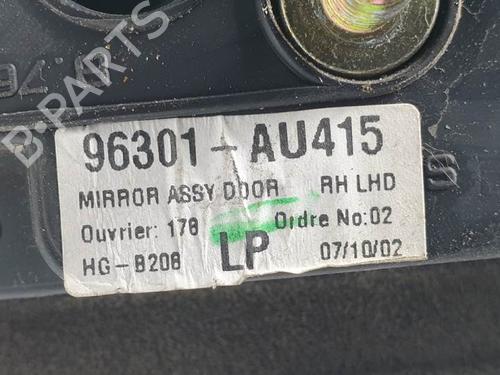 B-PARTS
96301-AU415
MIRROR ASSY DOOR RH LHD
Ouvrier: 178 Ordre No:02
HG-B208 LP 07/10/02